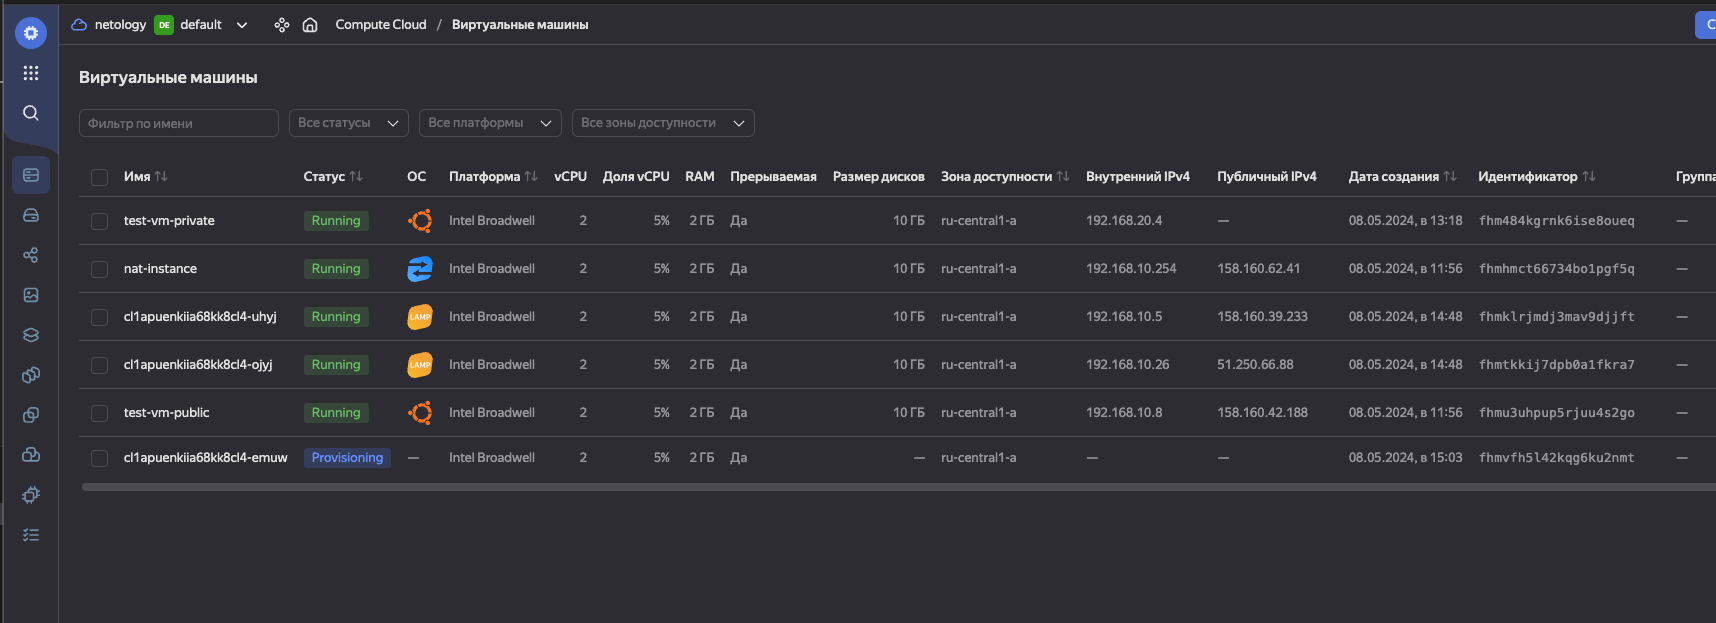 netology DE default Compute Cloud / Виртуальные машины
Виртуальные машины
Фильтр по имени Все статусы Все платформы Все зоны доступности
Имя Статус ОС Платформа vCPU Доля vCPU RAM Прерываемая Размер дисков Зона доступности Внутренний IPv4 Публичный IPv4 Дата создания Идентификатор Группа
test-vm-private Running Intel Broadwell 2 5% 2 ГБ Да 10 ГБ ru-central1-a 192.168.20.4 — 08.05.2024, в 13:18 fhm484kgrnk6ise8oueq —
nat-instance Running Intel Broadwell 2 5% 2 ГБ Да 10 ГБ ru-central1-a 192.168.10.254 158.160.62.41 08.05.2024, в 11:56 fhmhmct66734bo1pgf5q —
cl1apuenkiia68kk8cl4-uhyj Running LAMP Intel Broadwell 2 5% 2 ГБ Да 10 ГБ ru-central1-a 192.168.10.5 158.160.39.233 08.05.2024, в 14:48 fhmklrjmdj3mav9djjft —
cl1apuenkiia68kk8cl4-ojyj Running LAMP Intel Broadwell 2 5% 2 ГБ Да 10 ГБ ru-central1-a 192.168.10.26 51.250.66.88 08.05.2024, в 14:48 fhmtkkij7dpb0a1fkra7 —
test-vm-public Running Intel Broadwell 2 5% 2 ГБ Да 10 ГБ ru-central1-a 192.168.10.8 158.160.42.188 08.05.2024, в 11:56 fhmu3uhpup5rjuu4s2go —
cl1apuenkiia68kk8cl4-emuw Provisioning — Intel Broadwell 2 5% 2 ГБ Да — ru-central1-a — — 08.05.2024, в 15:03 fhmvfh5l42kqg6ku2nmt —